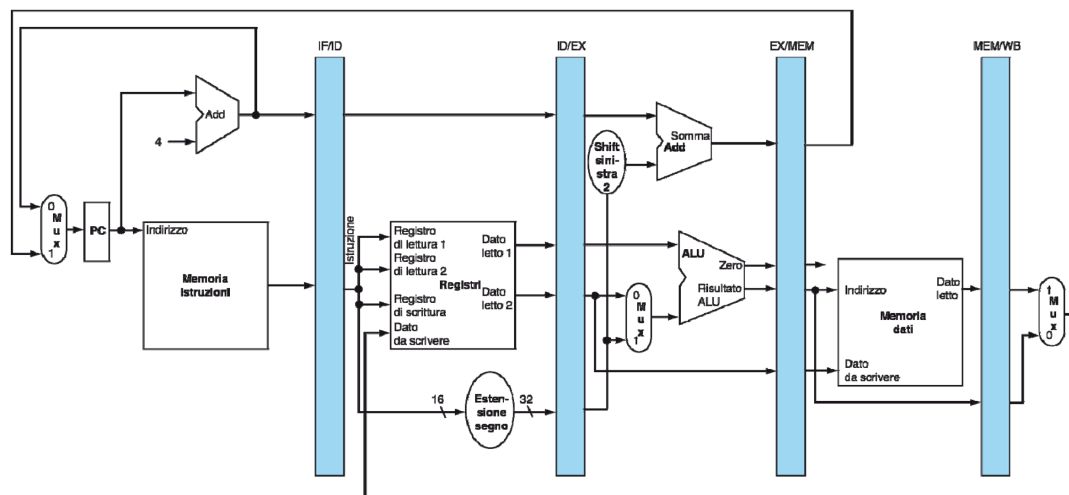 IF/ID
ID/EX
EX/MEM
MEM/WB
Add
4
Shift
sini-
stra
2
Somma
Add
0
M
u
x
1
PC
Indirizzo
Memoria
istruzioni
Istruzione
Registro
di lettura 1
Registro
di lettura 2
Registri
Registro
di scrittura
Dato
da scrivere
Dato
letto 1
Dato
letto 2
16
Esten-
sione
segno
32
0
M
u
x
1
ALU
Zero
Risultato
ALU
Indirizzo
Memoria
dati
Dato
letto
Dato
da scrivere
1
M
u
x
0